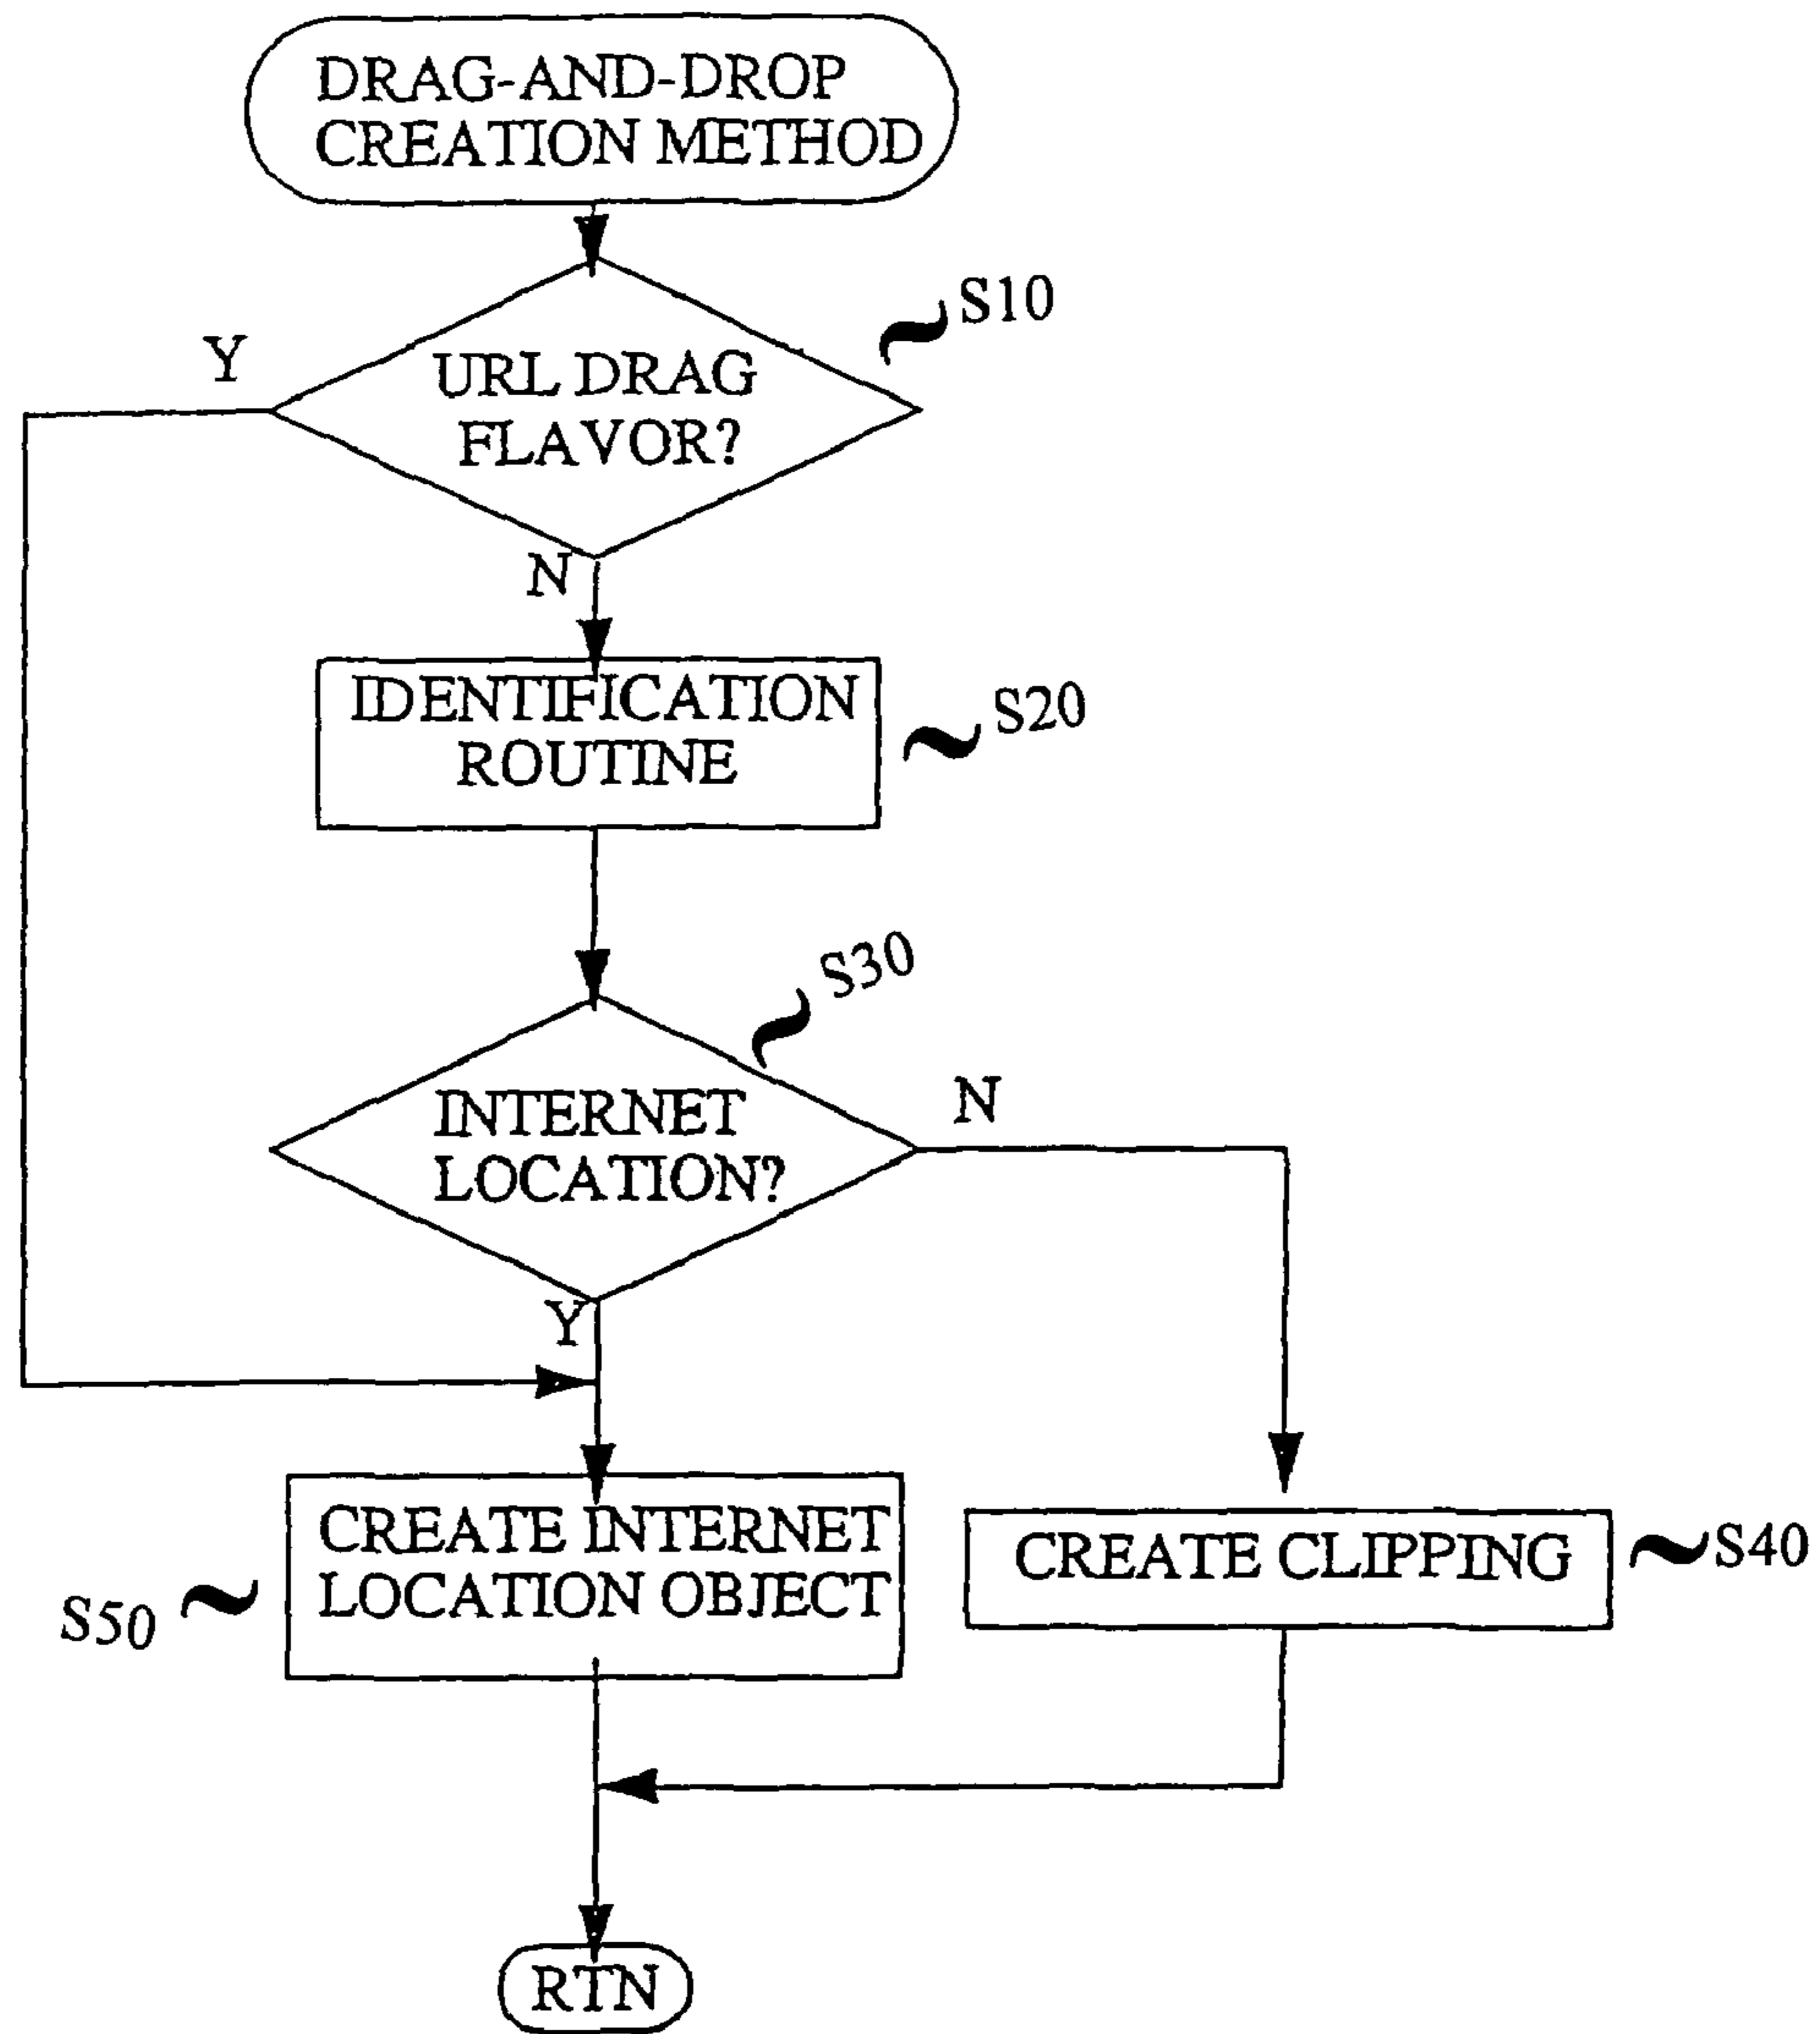 DRAG-AND-DROP
CREATION METHOD
S10
Y
URL DRAG
FLAVOR?
N
IDENTIFICATION
ROUTINE
S20
S30
INTERNET
LOCATION?
N
Y
CREATE INTERNET
LOCATION OBJECT
S50
CREATE CLIPPING
S40
RTN